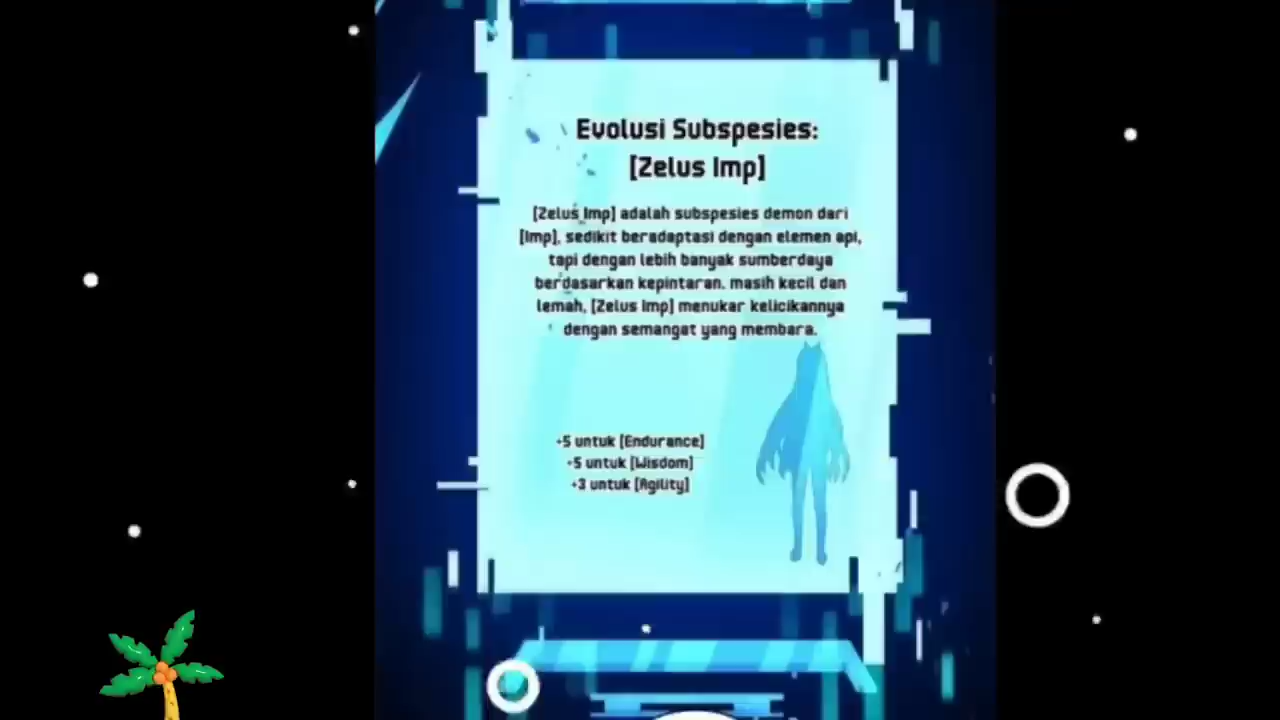 Evolusi Subspesies:
[Zelus Imp]
[Zelus Imp] adalah subspesies demon dari
[Imp], sedikit beradaptasi dengan elemen api,
tapi dengan lebih banyak sumberdaya
berdasarkan kepintaran. masih kecil dan
lemah, [Zelus Imp] menukar kelicikannya
dengan semangat yang membara.
+5 untuk [Endurance]
+5 untuk [Wisdom]
+3 untuk [Agility]